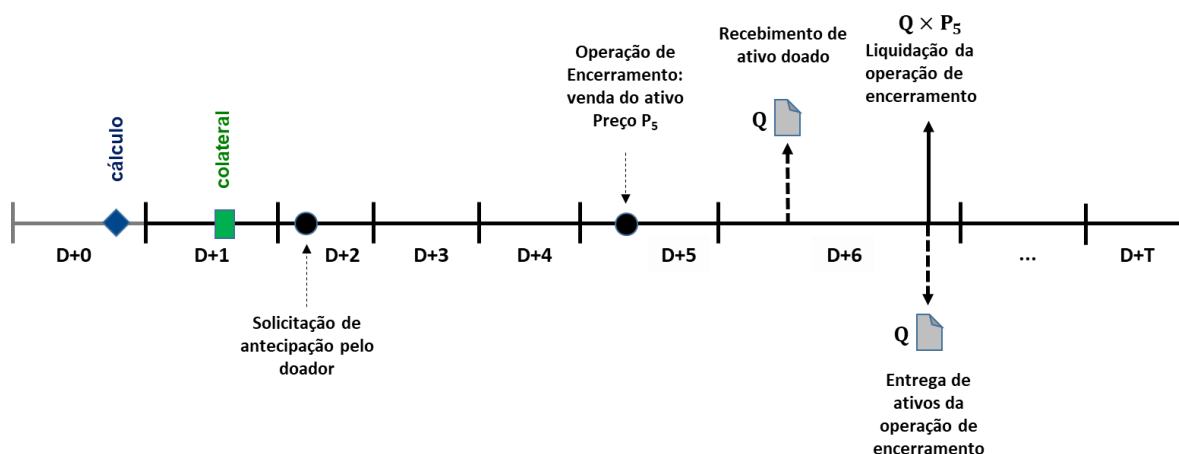 cálculo
colateral
Operação de
Encerramento:
venda do ativo
Preço P₅
Recebimento de
ativo doado
Q
Q × P₅
Liquidação da
operação de
encerramento
D+0
D+1
D+2
D+3
D+4
D+5
D+6
...
D+T
Solicitação de
antecipação pelo
doador
Q
Entrega de
ativos da
operação de
encerramento